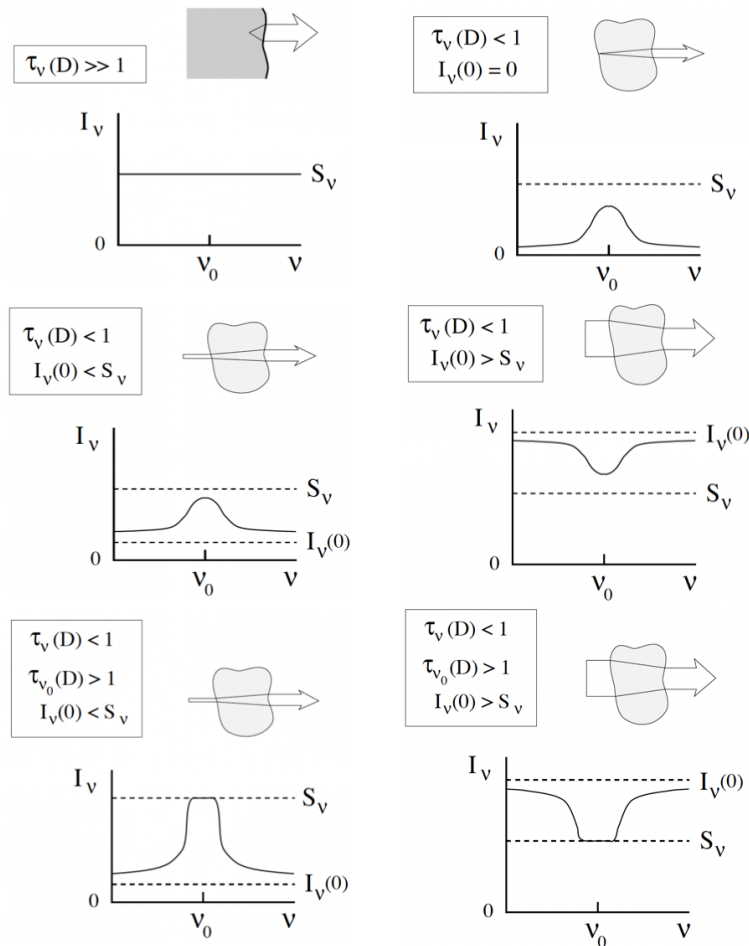 τν(D) >> 1
Iν
Sν
0
ν0
ν
τν(D) < 1
Iν(0) = 0
Iν
Sν
0
ν0
ν
τν(D) < 1
Iν(0) < Sν
Iν
Sν
Iν(0)
0
ν0
ν
τν(D) < 1
Iν(0) > Sν
Iν
Iν(0)
Sν
0
ν0
ν
τν(D) < 1
τν0(D) > 1
Iν(0) < Sν
Iν
Sν
Iν(0)
0
ν0
ν
τν(D) < 1
τν0(D) > 1
Iν(0) > Sν
Iν
Iν(0)
Sν
0
ν0
ν